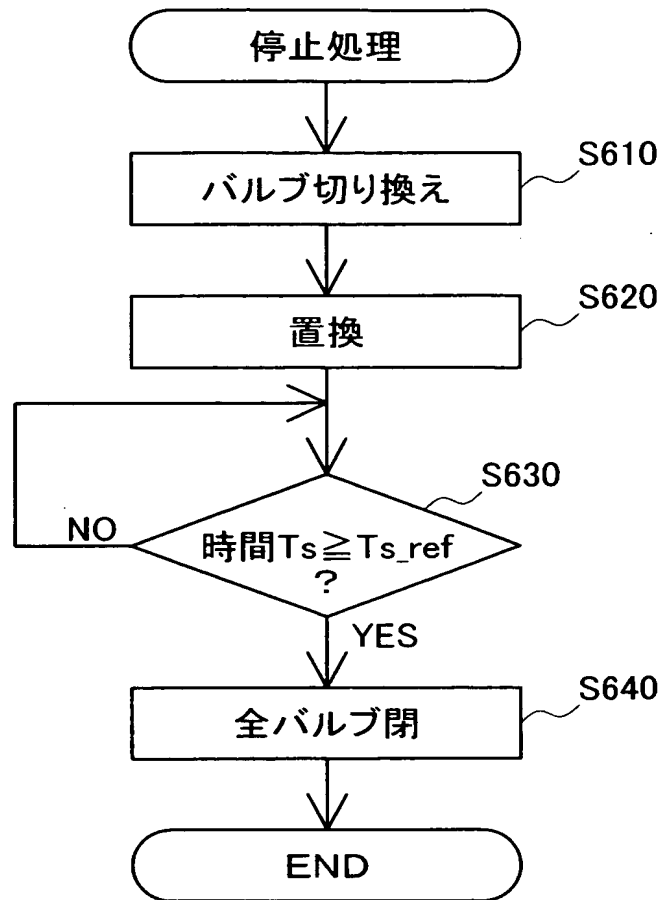 停止処理
バルブ切り換え
S610
置換
S620
S630
時間Ts≧Ts_ref
?
NO
YES
全バルブ閉
S640
END